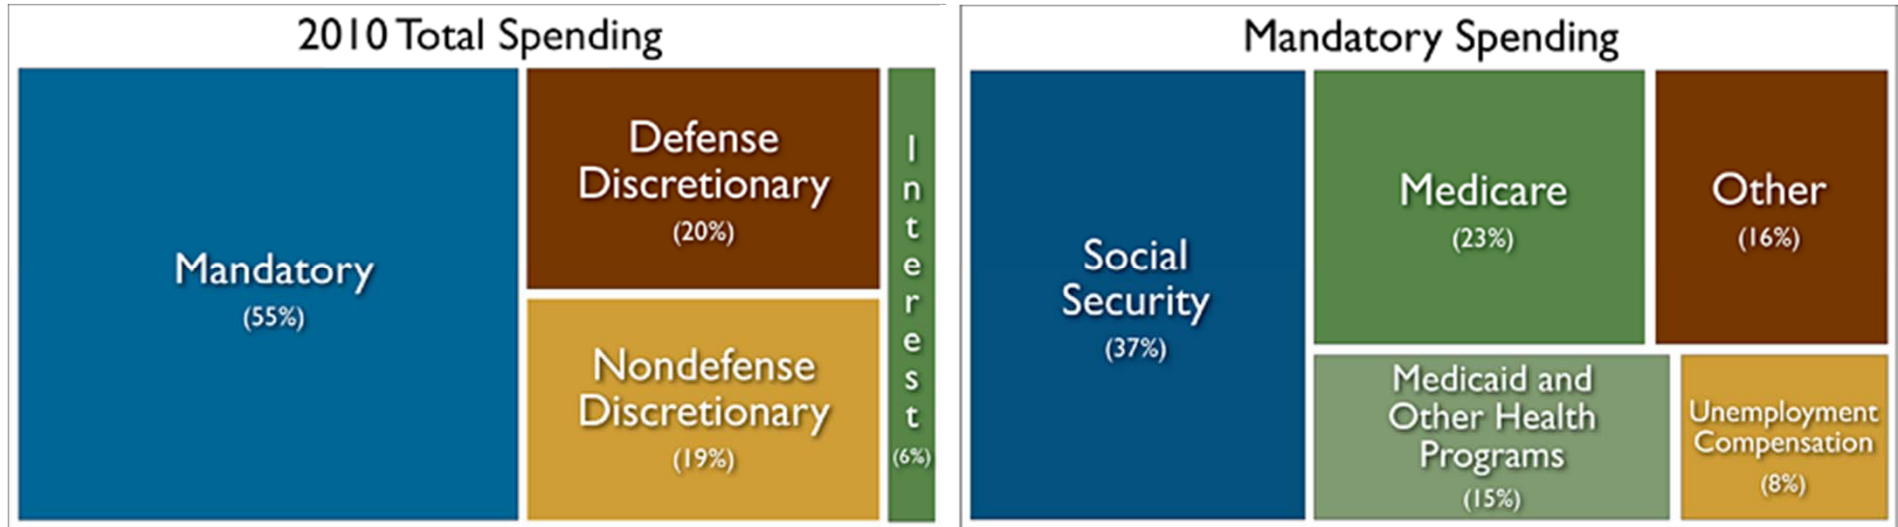 2010 Total Spending
Mandatory
(55%)
Defense
Discretionary
(20%)
Nondefense
Discretionary
(19%)
Interest
(6%)
Mandatory Spending
Social
Security
(37%)
Medicare
(23%)
Other
(16%)
Medicaid and
Other Health
Programs
(15%)
Unemployment
Compensation
(8%)